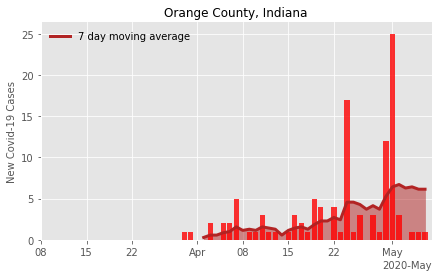 Orange County, Indiana
7 day moving average
New Covid-19 Cases
25
20
15
10
5
0
08 15 22 Apr 08 15 22 May
2020-May